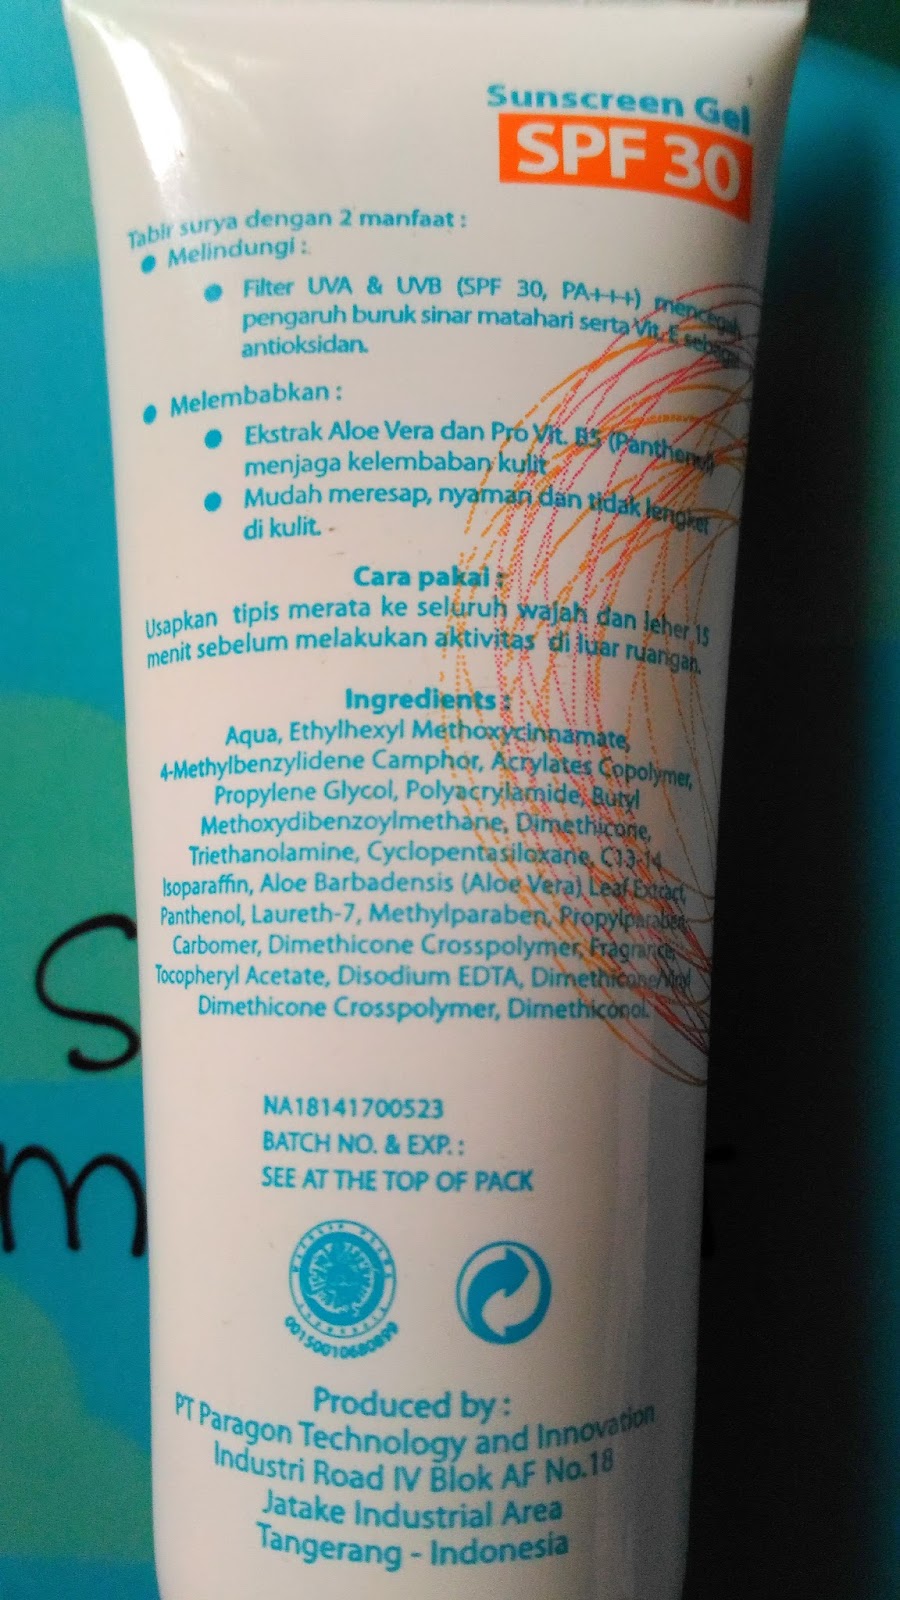 Sunscreen Gel
SPF 30
Tabir surya dengan 2 manfaat :
● Melindungi :
● Filter UVA & UVB (SPF 30, PA+++) mencegah
pengaruh buruk sinar matahari serta Vit. E sebagai
antioksidan.
● Melembabkan :
● Ekstrak Aloe Vera dan Pro Vit. B5 (Panthenol)
menjaga kelembaban kulit
● Mudah meresap, nyaman dan tidak lengket
di kulit.
Cara pakai :
Usapkan tipis merata ke seluruh wajah dan leher 15
menit sebelum melakukan aktivitas di luar ruangan.
Ingredients :
Aqua, Ethylhexyl Methoxycinnamate,
4-Methylbenzylidene Camphor, Acrylates Copolymer,
Propylene Glycol, Polyacrylamide, Butyl
Methoxydibenzoylmethane, Dimethicone,
Triethanolamine, Cyclopentasiloxane, C13-14
Isoparaffin, Aloe Barbadensis (Aloe Vera) Leaf Extract,
Panthenol, Laureth-7, Methylparaben, Propylparaben,
Carbomer, Dimethicone Crosspolymer, Fragrance,
Tocopheryl Acetate, Disodium EDTA, Dimethicone/Vinyl
Dimethicone Crosspolymer, Dimethiconol.
NA18141700523
BATCH NO. & EXP. :
SEE AT THE TOP OF PACK
00150010680899
Produced by :
PT Paragon Technology and Innovation
Industri Road IV Blok AF No.18
Jatake Industrial Area
Tangerang - Indonesia
S
m